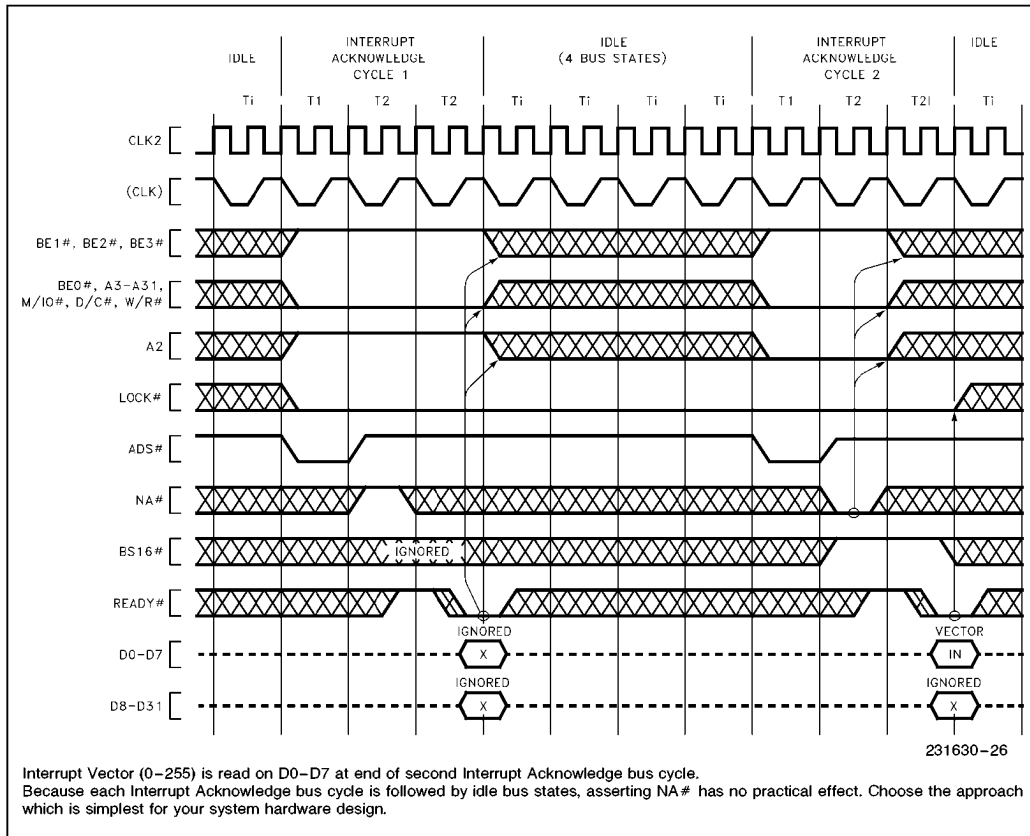 IDLE
INTERRUPT
ACKNOWLEDGE
CYCLE 1
IDLE
(4 BUS STATES)
INTERRUPT
ACKNOWLEDGE
CYCLE 2
IDLE
Ti T1 T2 T2 Ti Ti Ti Ti T1 T2 T2I Ti
CLK2
(CLK)
BE1#, BE2#, BE3#
BE0#, A3-A31,
M/IO#, D/C#, W/R#
A2
LOCK#
ADS#
NA#
BS16#
IGNORED
READY#
IGNORED VECTOR
D0-D7 X IN
IGNORED IGNORED
D8-D31 X X
231630-26
Interrupt Vector (0-255) is read on D0-D7 at end of second Interrupt Acknowledge bus cycle.
Because each Interrupt Acknowledge bus cycle is followed by idle bus states, asserting NA# has no practical effect. Choose the approach
which is simplest for your system hardware design.